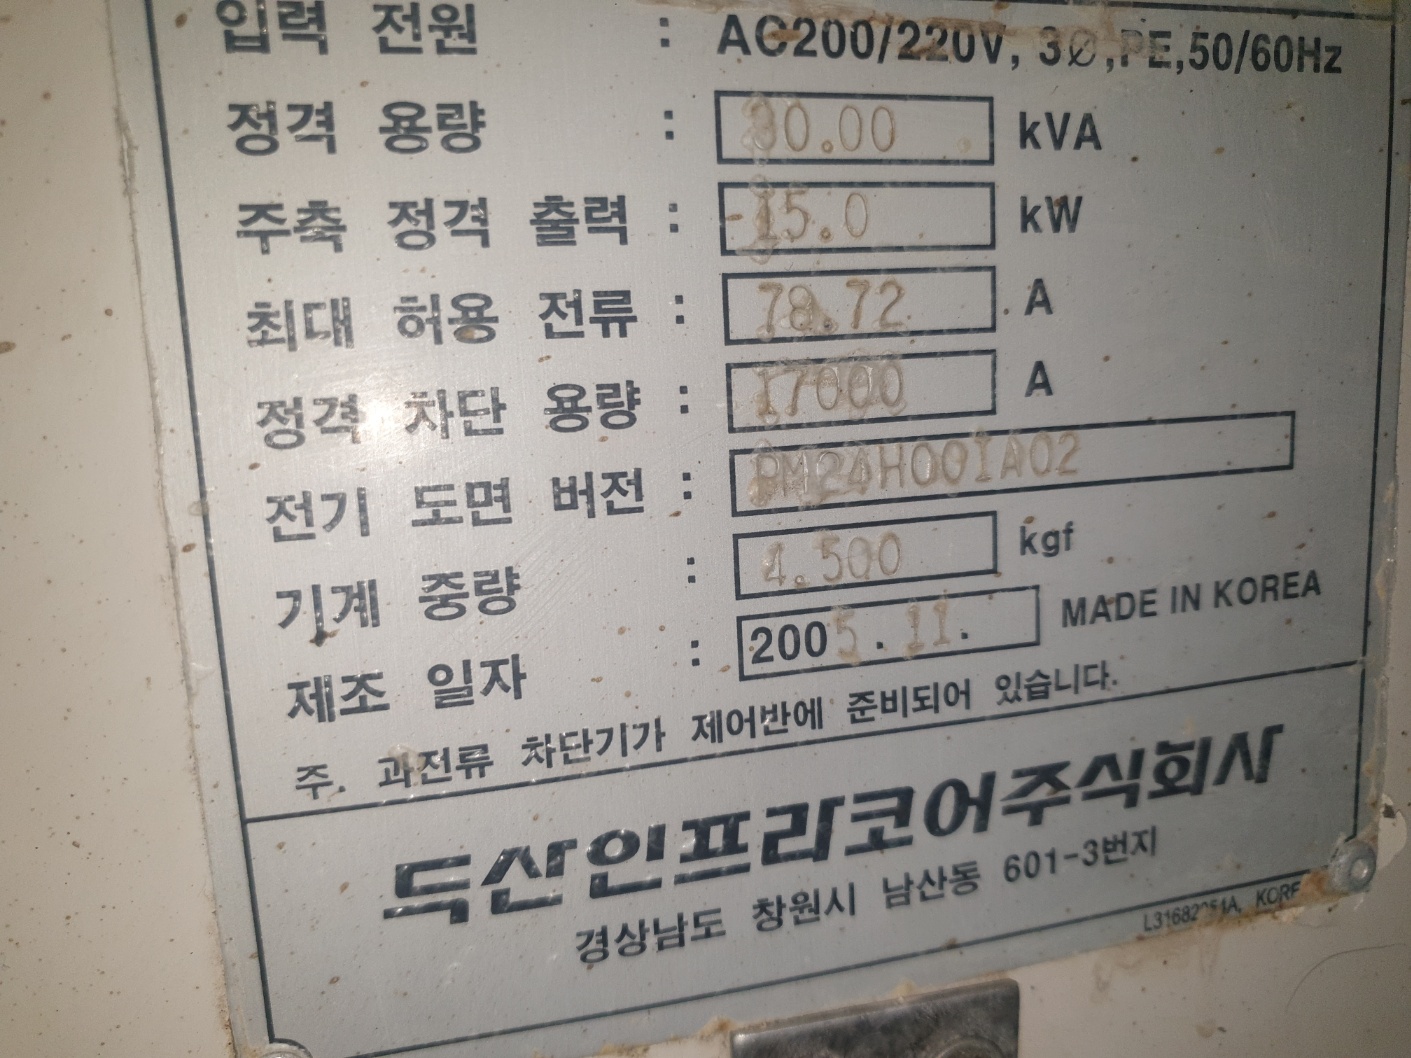 입력 전원 : AC200/220V, 3Ø,PE,50/60Hz
정격 용량 : 30.00 kVA
주축 정격 출력 : 15.0 kW
최대 허용 전류 : 78.72 A
정격 차단 용량 : 17000 A
전기 도면 버전 : PM24H00IA02
기계 중량 : 4.500 kgf
제조 일자 : 2005.11. MADE IN KOREA
주. 과전류 차단기가 제어반에 준비되어 있습니다.
두산인프라코어주식회사
경상남도 창원시 남산동 601-3번지